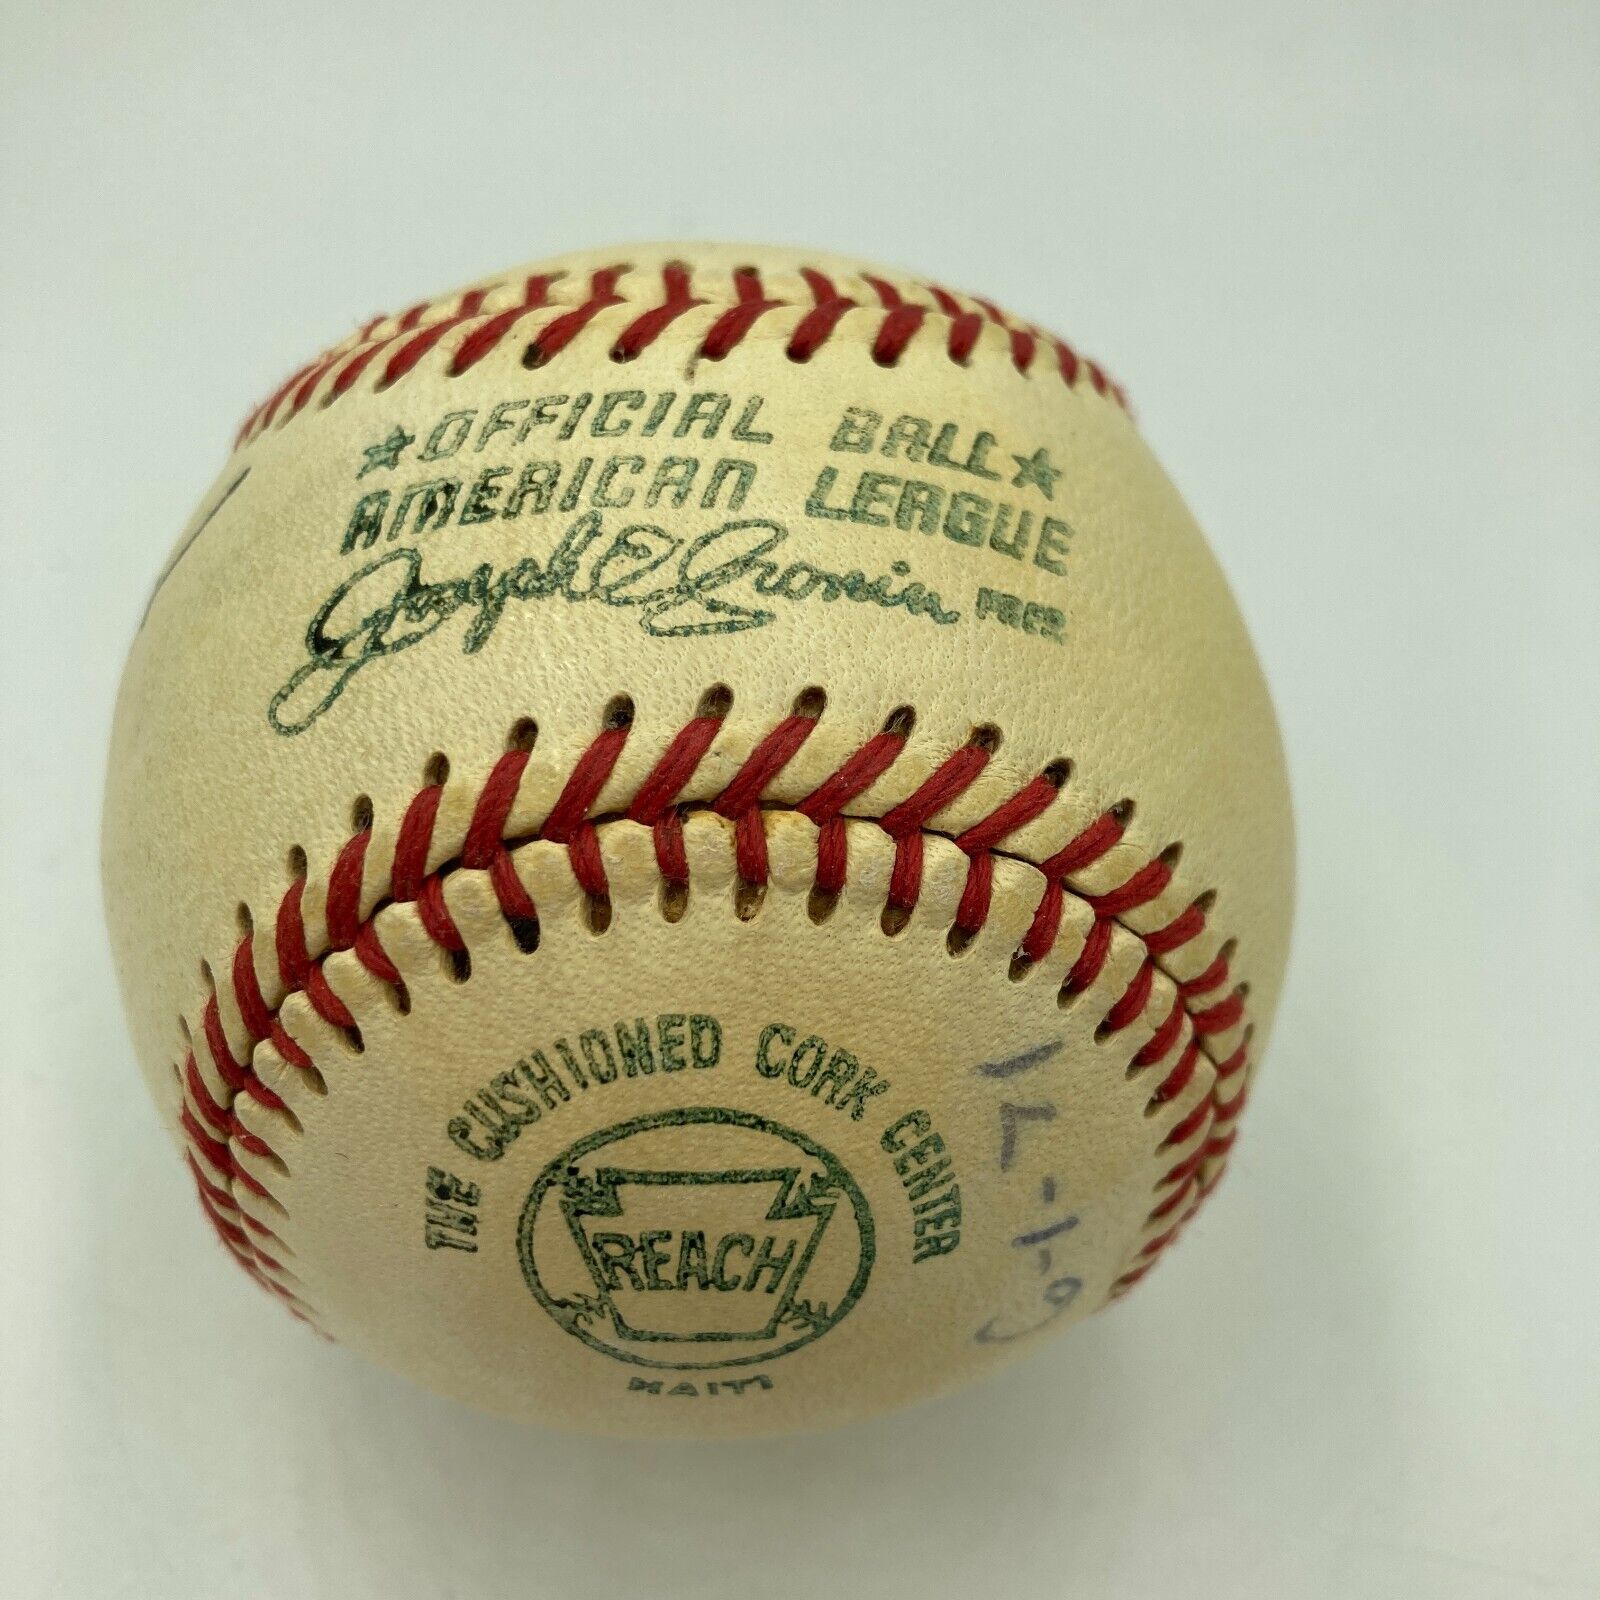 ★OFFICIAL BALL★
AMERICAN LEAGUE
Joseph E Cronin PRES
THE CUSHIONED CORK CENTER
REACH
HAITI